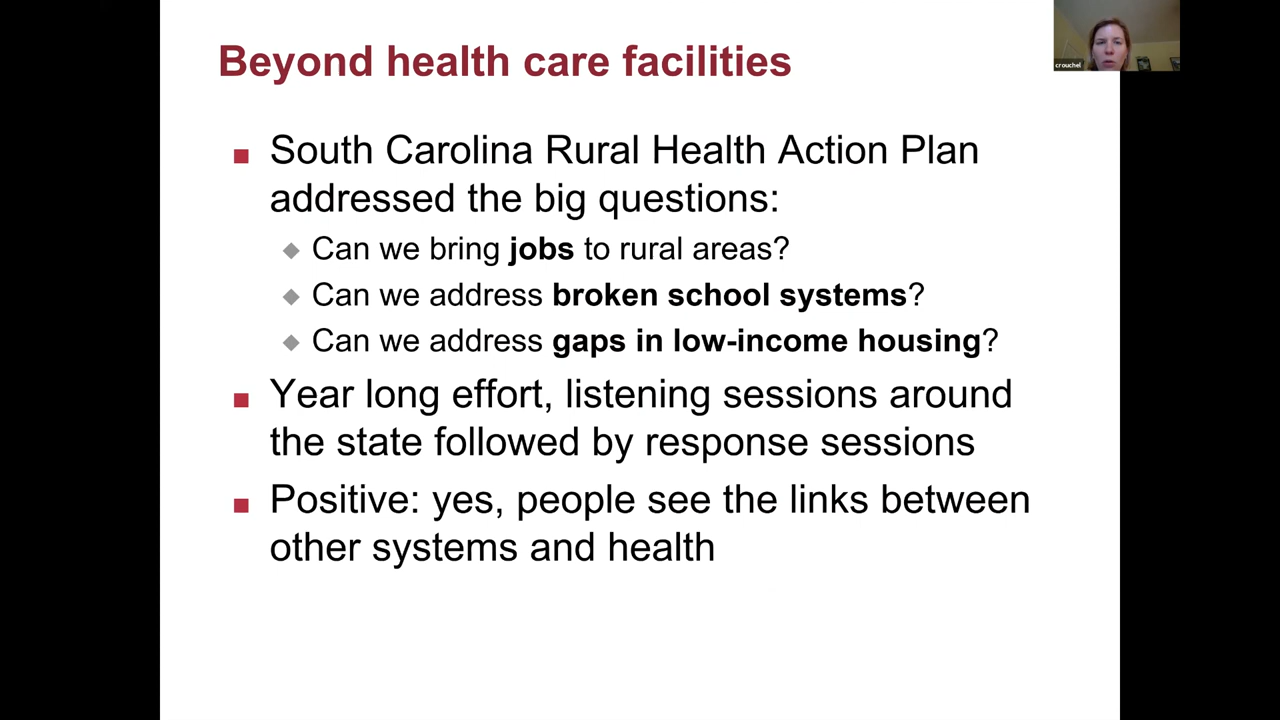 Beyond health care facilities
crouchel
South Carolina Rural Health Action Plan
addressed the big questions:
Can we bring jobs to rural areas?
Can we address broken school systems?
Can we address gaps in low-income housing?
Year long effort, listening sessions around
the state followed by response sessions
Positive: yes, people see the links between
other systems and health